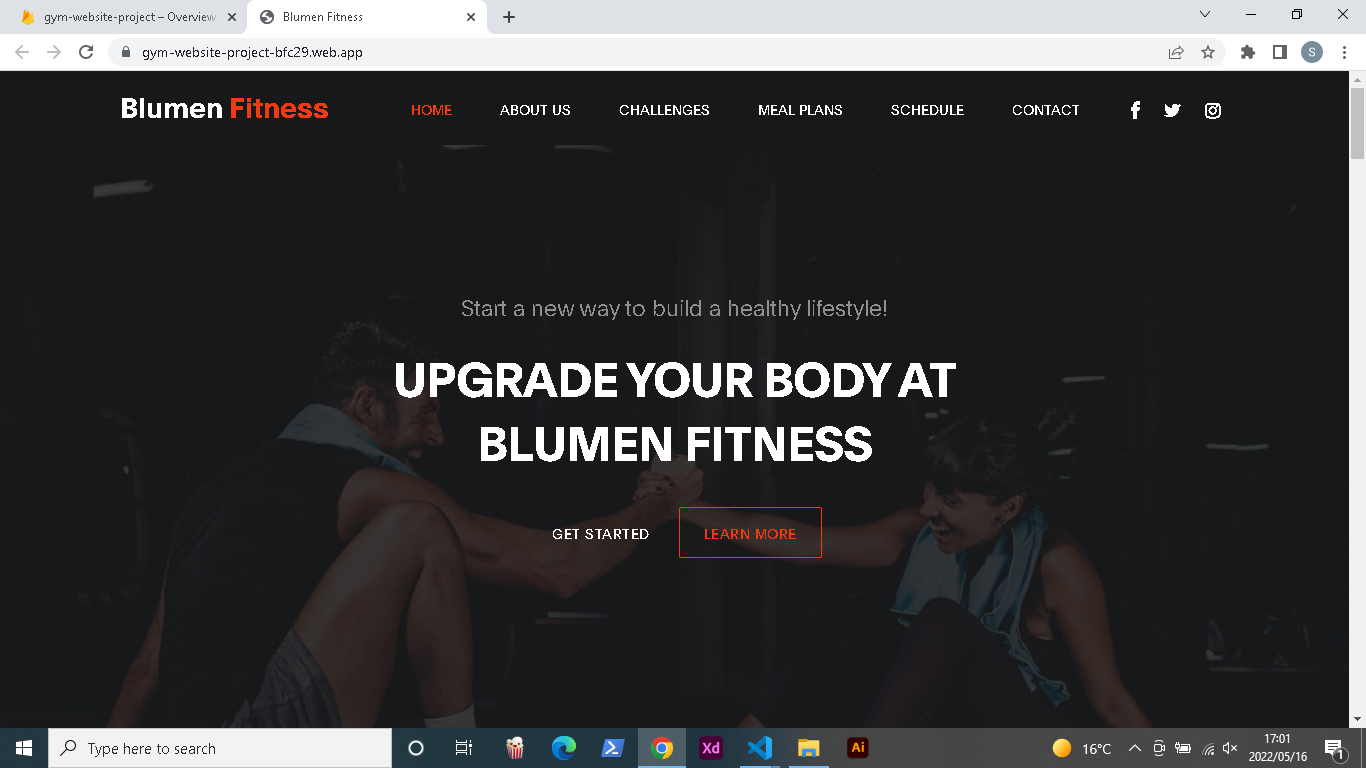 gym-website-project – Overview
Blumen Fitness
gym-website-project-bfc29.web.app
S
Blumen Fitness
HOME
ABOUT US
CHALLENGES
MEAL PLANS
SCHEDULE
CONTACT
Start a new way to build a healthy lifestyle!
UPGRADE YOUR BODY AT
BLUMEN FITNESS
GET STARTED
LEARN MORE
Type here to search
Xd
Ai
16°C
17:01
2022/05/16
1